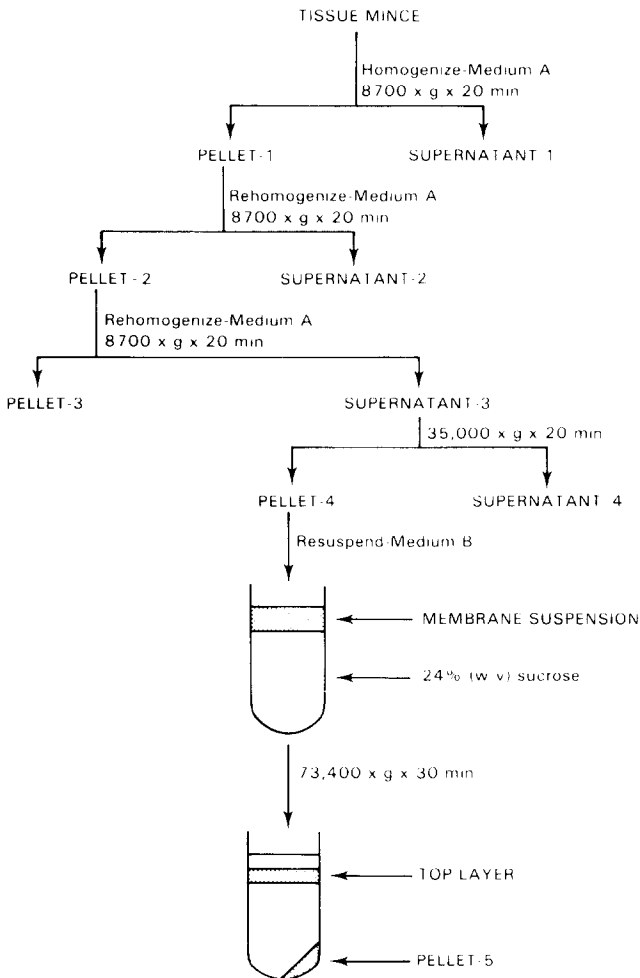 TISSUE MINCE
Homogenize-Medium A
8700 x g x 20 min
PELLET-1
SUPERNATANT 1
Rehomogenize-Medium A
8700 x g x 20 min
PELLET-2
SUPERNATANT-2
Rehomogenize-Medium A
8700 x g x 20 min
PELLET-3
SUPERNATANT-3
35,000 x g x 20 min
PELLET-4
SUPERNATANT-4
Resuspend-Medium B
MEMBRANE SUSPENSION
24% (w v) sucrose
73,400 x g x 30 min
TOP LAYER
PELLET-5